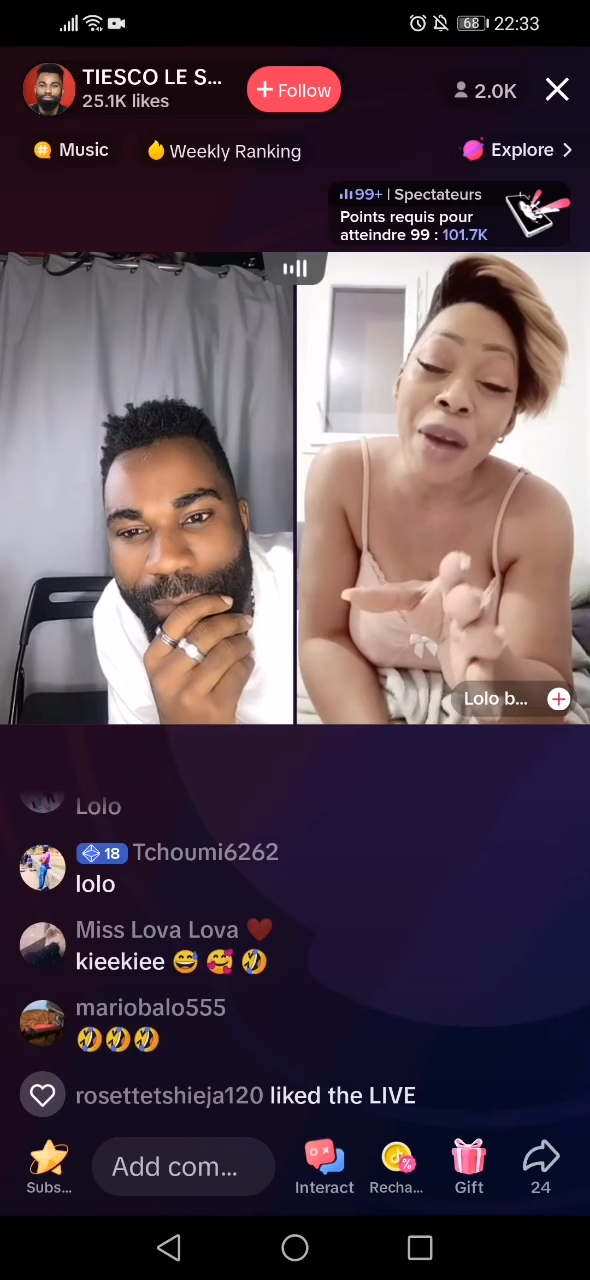 68 22:33
TIESCO LE S...
25.1K likes
+ Follow
2.0K
Music
Weekly Ranking
Explore >
99+ | Spectateurs
Points requis pour
atteindre 99 : 101.7K
Lolo b...
Lolo
18 Tchoumi6262
lolo
Miss Lova Lova ❤️
kieekiee 😅 🥰 🤣
mariobalo555
🤣🤣🤣
rosettetshieja120 liked the LIVE
Add com...
Subs...
Interact
Recha...
Gift
24